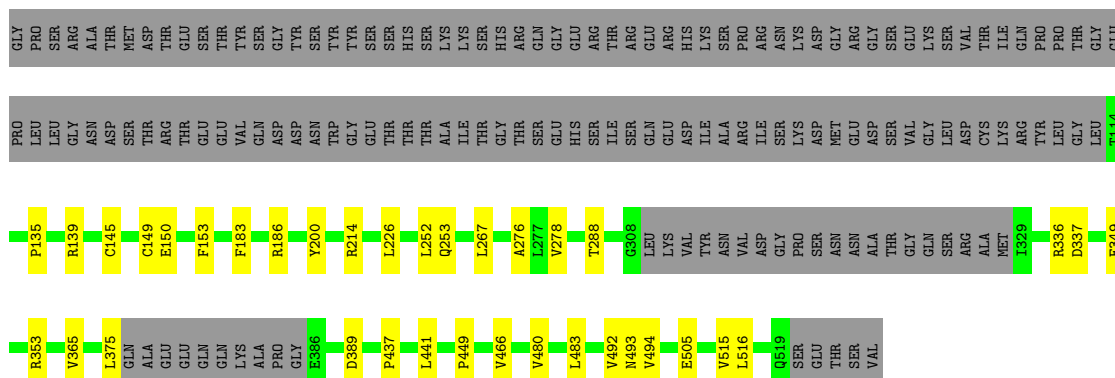 GLY PRO SER ARG ALA THR MET ASP THR GLU SER THR TYR SER GLY TYR SER TYR TYR SER SER HIS SER LYS LYS SER HIS ARG GLN GLY GLU ARG THR ARG GLU ARG HIS LYS SER PRO ARG ASN LYS ASP GLY ARG GLY SER GLU LYS SER VAL THR ILE GLN PRO PRO THR GLY GLU
PRO LEU LEU GLY ASN ASP SER THR ARG THR GLU GLU VAL GLN ASP ASP ASN TRP GLY GLU THR THR THR ALA ILE THR GLY THR SER GLU HIS SER ILE SER GLN GLU ASP ILE ALA ARG ILE SER LYS ASP MET GLU ASP SER VAL GLY LEU ASP CYS LYS ARG TYR LEU GLY LEU T114
P135 R139 C145 C149 E150 F153 F183 R186 Y200 R214 L226 L252 Q253 L267 A276 L277 V278 T288 G308 LEU LYS VAL TYR ASN VAL ASP GLY PRO SER ASN ASN ALA THR GLY GLN SER ARG ALA MET I329 R336 D337
R353 V365 L375 GLN ALA GLU GLU GLN GLN LYS ALA PRO GLY E386 D389 P437 L441 P449 V466 V480 L483 V492 N493 V494 E505 V515 L516 Q519 SER GLU THR SER VAL